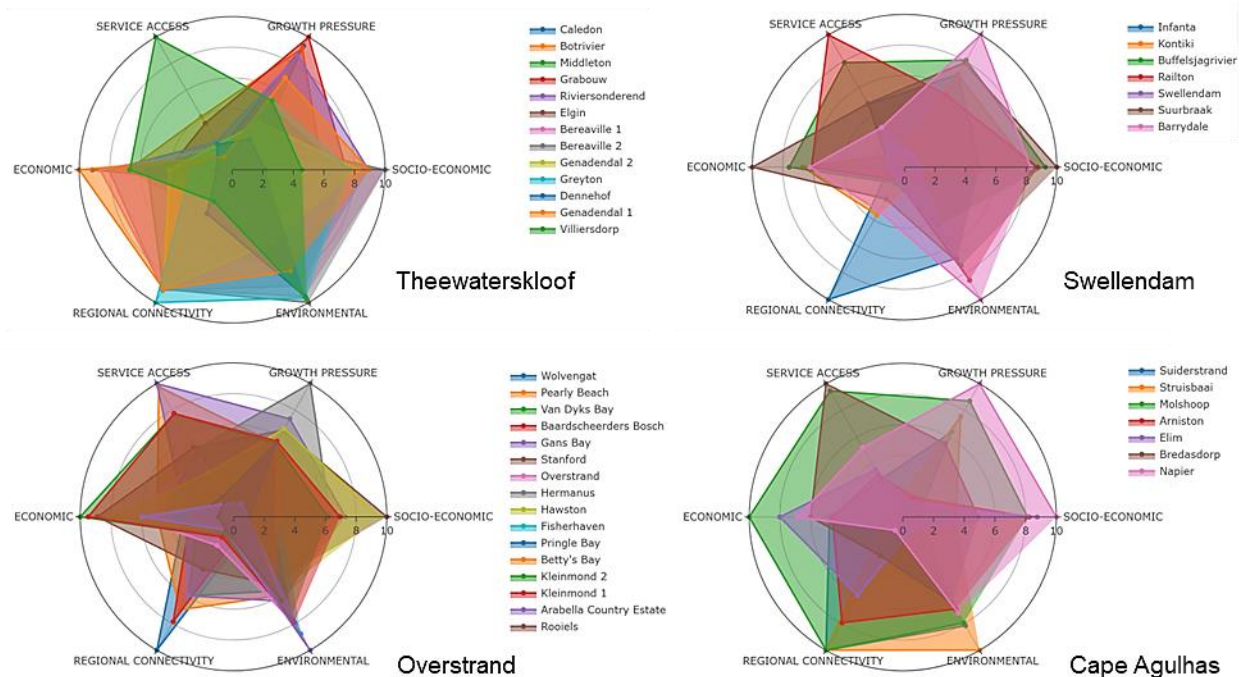 SERVICE ACCESS
GROWTH PRESSURE
ECONOMIC
0 2 4 6 8 10
SOCIO-ECONOMIC
REGIONAL CONNECTIVITY
ENVIRONMENTAL
Caledon
Botrivier
Middleton
Grabouw
Riviersonderend
Elgin
Bereaville 1
Bereaville 2
Genadendal 2
Greyton
Dennehof
Genadendal 1
Villiersdorp
Theewaterskloof
SERVICE ACCESS
GROWTH PRESSURE
ECONOMIC
0 2 4 6 8 10
SOCIO-ECONOMIC
REGIONAL CONNECTIVITY
ENVIRONMENTAL
Infanta
Kontiki
Buffelsjagrivier
Railton
Swellendam
Suurbraak
Barrydale
Swellendam
SERVICE ACCESS
GROWTH PRESSURE
ECONOMIC
0 2 4 6 8 10
SOCIO-ECONOMIC
REGIONAL CONNECTIVITY
ENVIRONMENTAL
Wolvengat
Pearly Beach
Van Dyks Bay
Baardscheerders Bosch
Gans Bay
Stanford
Overstrand
Hermanus
Hawston
Fisherhaven
Pringle Bay
Betty's Bay
Kleinmond 2
Kleinmond 1
Arabella Country Estate
Rooiels
Overstrand
SERVICE ACCESS
GROWTH PRESSURE
ECONOMIC
0 2 4 6 8 10
SOCIO-ECONOMIC
REGIONAL CONNECTIVITY
ENVIRONMENTAL
Suiderstrand
Struisbaai
Molshoop
Arniston
Elim
Bredasdorp
Napier
Cape Agulhas